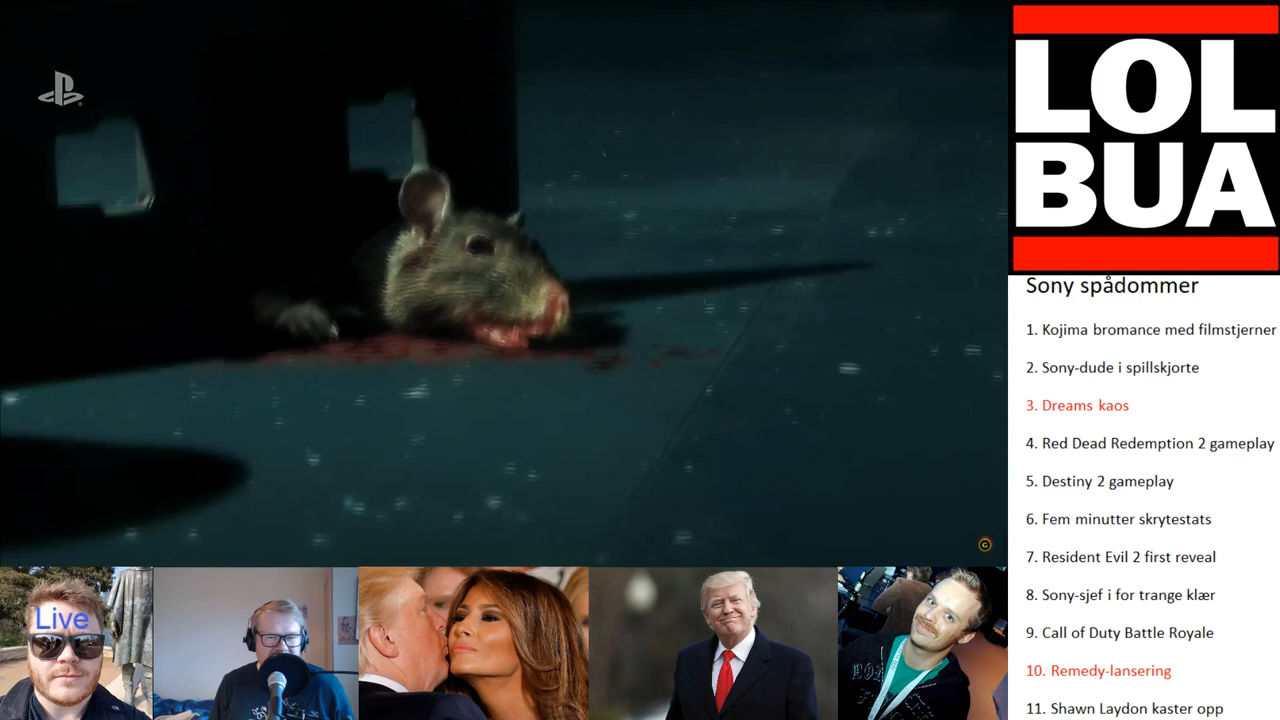 LOL
BUA
Sony spådommer
1. Kojima bromance med filmstjerner
2. Sony-dude i spillskjorte
3. Dreams kaos
4. Red Dead Redemption 2 gameplay
5. Destiny 2 gameplay
6. Fem minutter skrytestats
7. Resident Evil 2 first reveal
8. Sony-sjef i for trange klær
9. Call of Duty Battle Royale
10. Remedy-lansering
11. Shawn Laydon kaster opp
Live